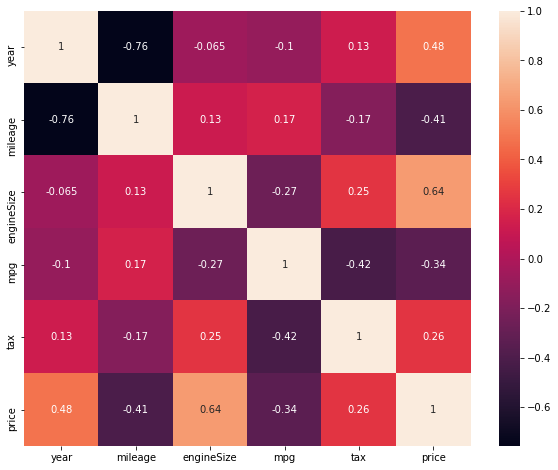 year 1 -0.76 -0.065 -0.1 0.13 0.48
mileage -0.76 1 0.13 0.17 -0.17 -0.41
engineSize -0.065 0.13 1 -0.27 0.25 0.64
mpg -0.1 0.17 -0.27 1 -0.42 -0.34
tax 0.13 -0.17 0.25 -0.42 1 0.26
price 0.48 -0.41 0.64 -0.34 0.26 1
year mileage engineSize mpg tax price
1.0
0.8
0.6
0.4
0.2
0.0
−0.2
−0.4
−0.6